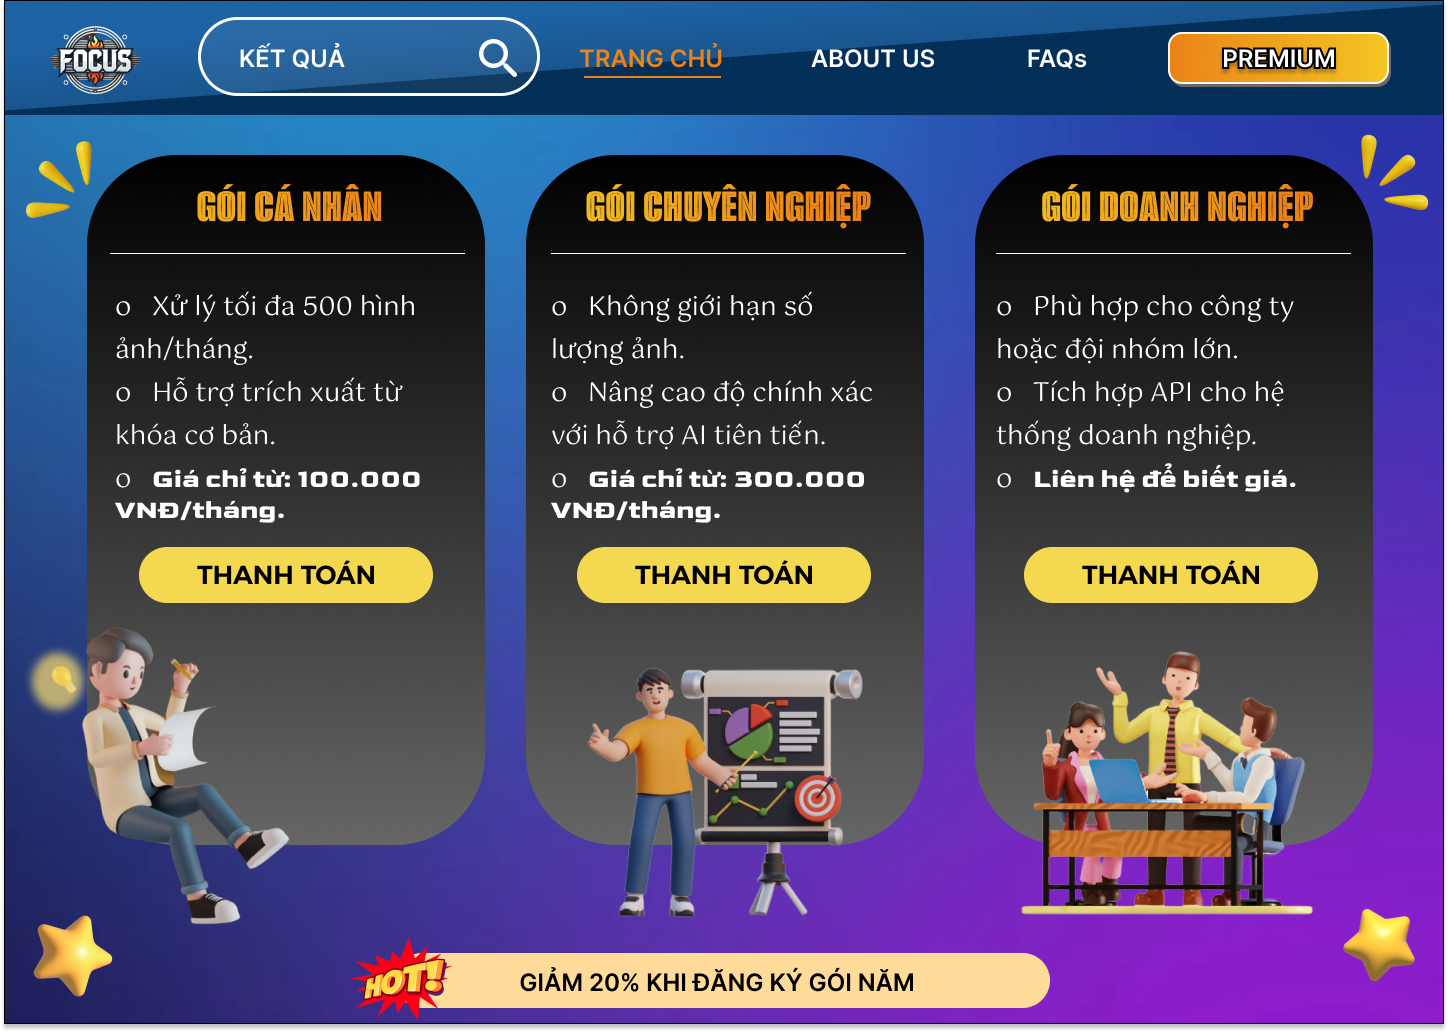 FOCUS
KẾT QUẢ
TRANG CHỦ
ABOUT US
FAQs
PREMIUM
GÓI CÁ NHÂN
o Xử lý tối đa 500 hình
ảnh/tháng.
o Hỗ trợ trích xuất từ
khóa cơ bản.
o Giá chỉ từ: 100.000
VNĐ/tháng.
THANH TOÁN
GÓI CHUYÊN NGHIỆP
o Không giới hạn số
lượng ảnh.
o Nâng cao độ chính xác
với hỗ trợ AI tiên tiến.
o Giá chỉ từ: 300.000
VNĐ/tháng.
THANH TOÁN
GÓI DOANH NGHIỆP
o Phù hợp cho công ty
hoặc đội nhóm lớn.
o Tích hợp API cho hệ
thống doanh nghiệp.
o Liên hệ để biết giá.
THANH TOÁN
HOT!
GIẢM 20% KHI ĐĂNG KÝ GÓI NĂM